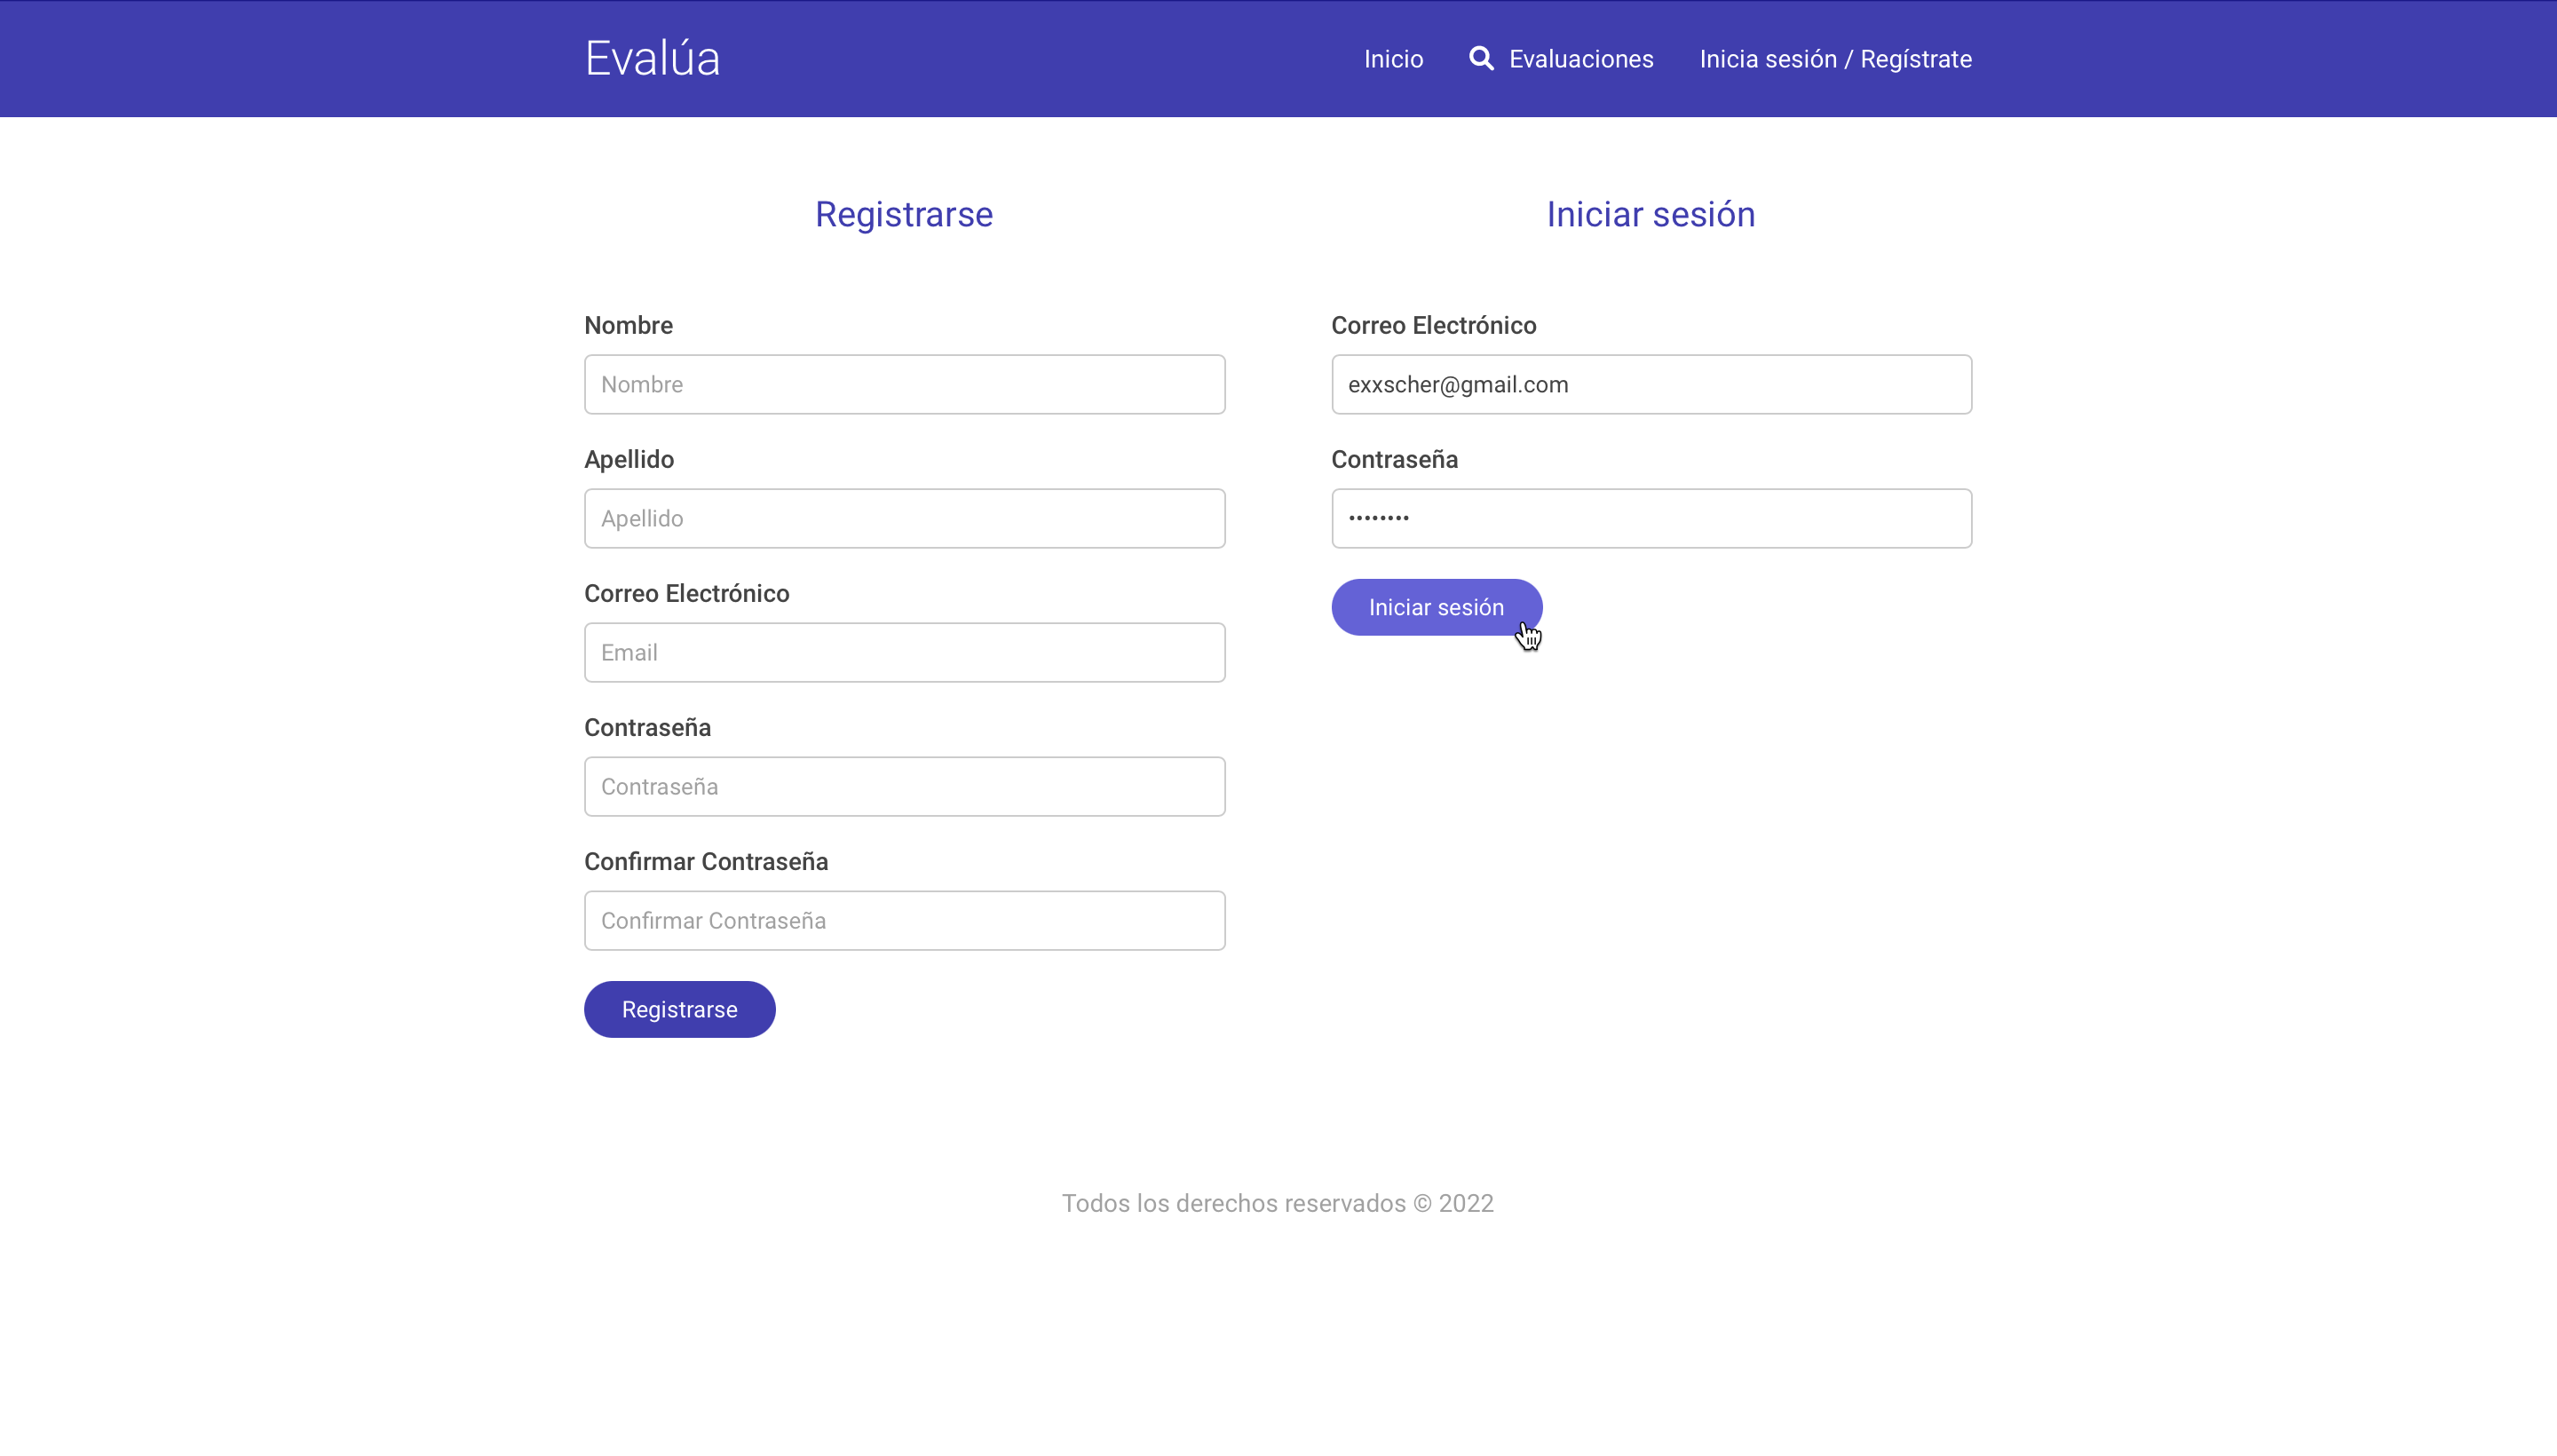 Evalúa
Inicio
Evaluaciones
Inicia sesión / Regístrate
Registrarse
Nombre
Nombre
Apellido
Apellido
Correo Electrónico
Email
Contraseña
Contraseña
Confirmar Contraseña
Confirmar Contraseña
Registrarse
Iniciar sesión
Correo Electrónico
exxscher@gmail.com
Contraseña
••••••••
Iniciar sesión
Todos los derechos reservados © 2022